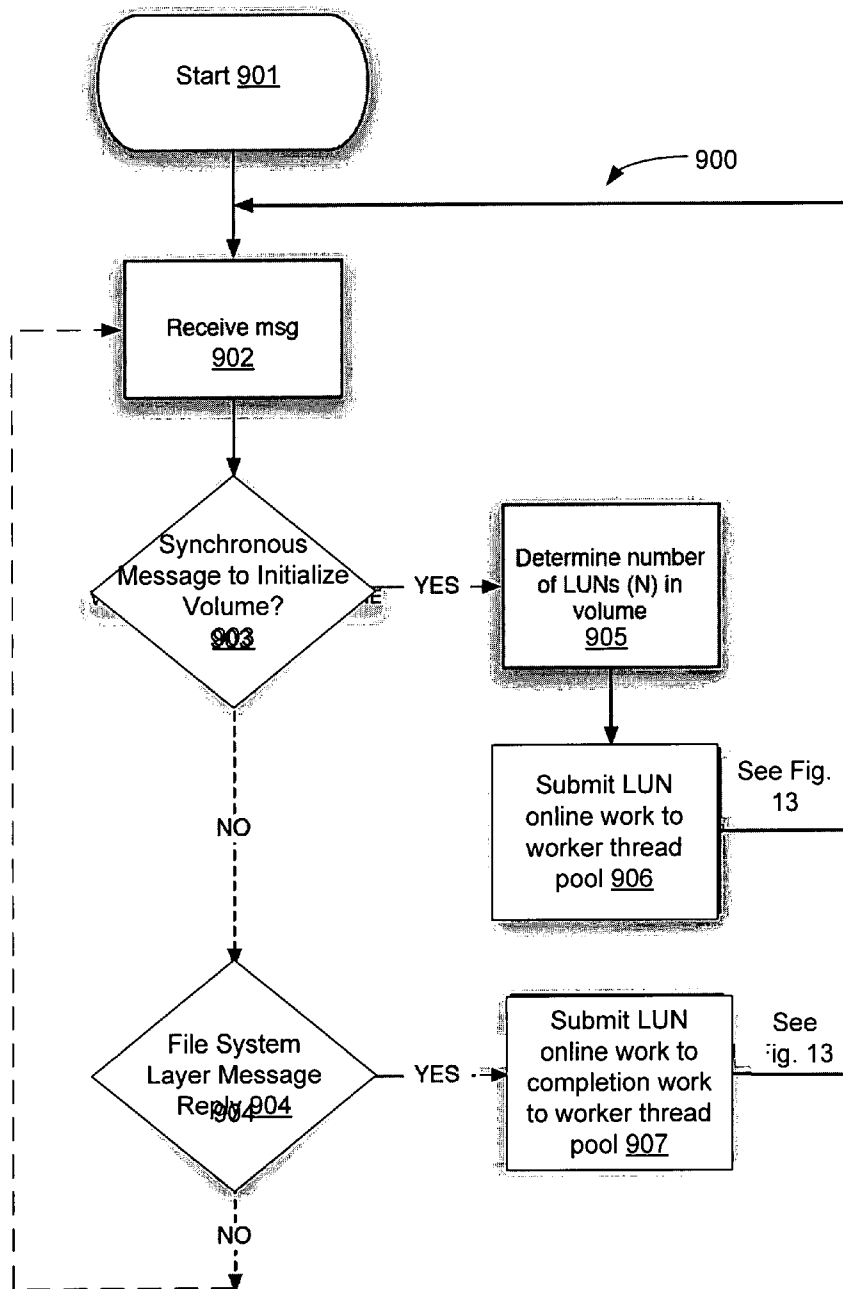 Start 901
900
Receive msg
902
Synchronous
Message to Initialize
Volume?
903
YES
Determine number
of LUNs (N) in
volume
905
Submit LUN
online work to
worker thread
pool 906
See Fig.
13
NO
File System
Layer Message
Reply 904
904
YES
Submit LUN
online work to
completion work
to worker thread
pool 907
See
Fig. 13
NO